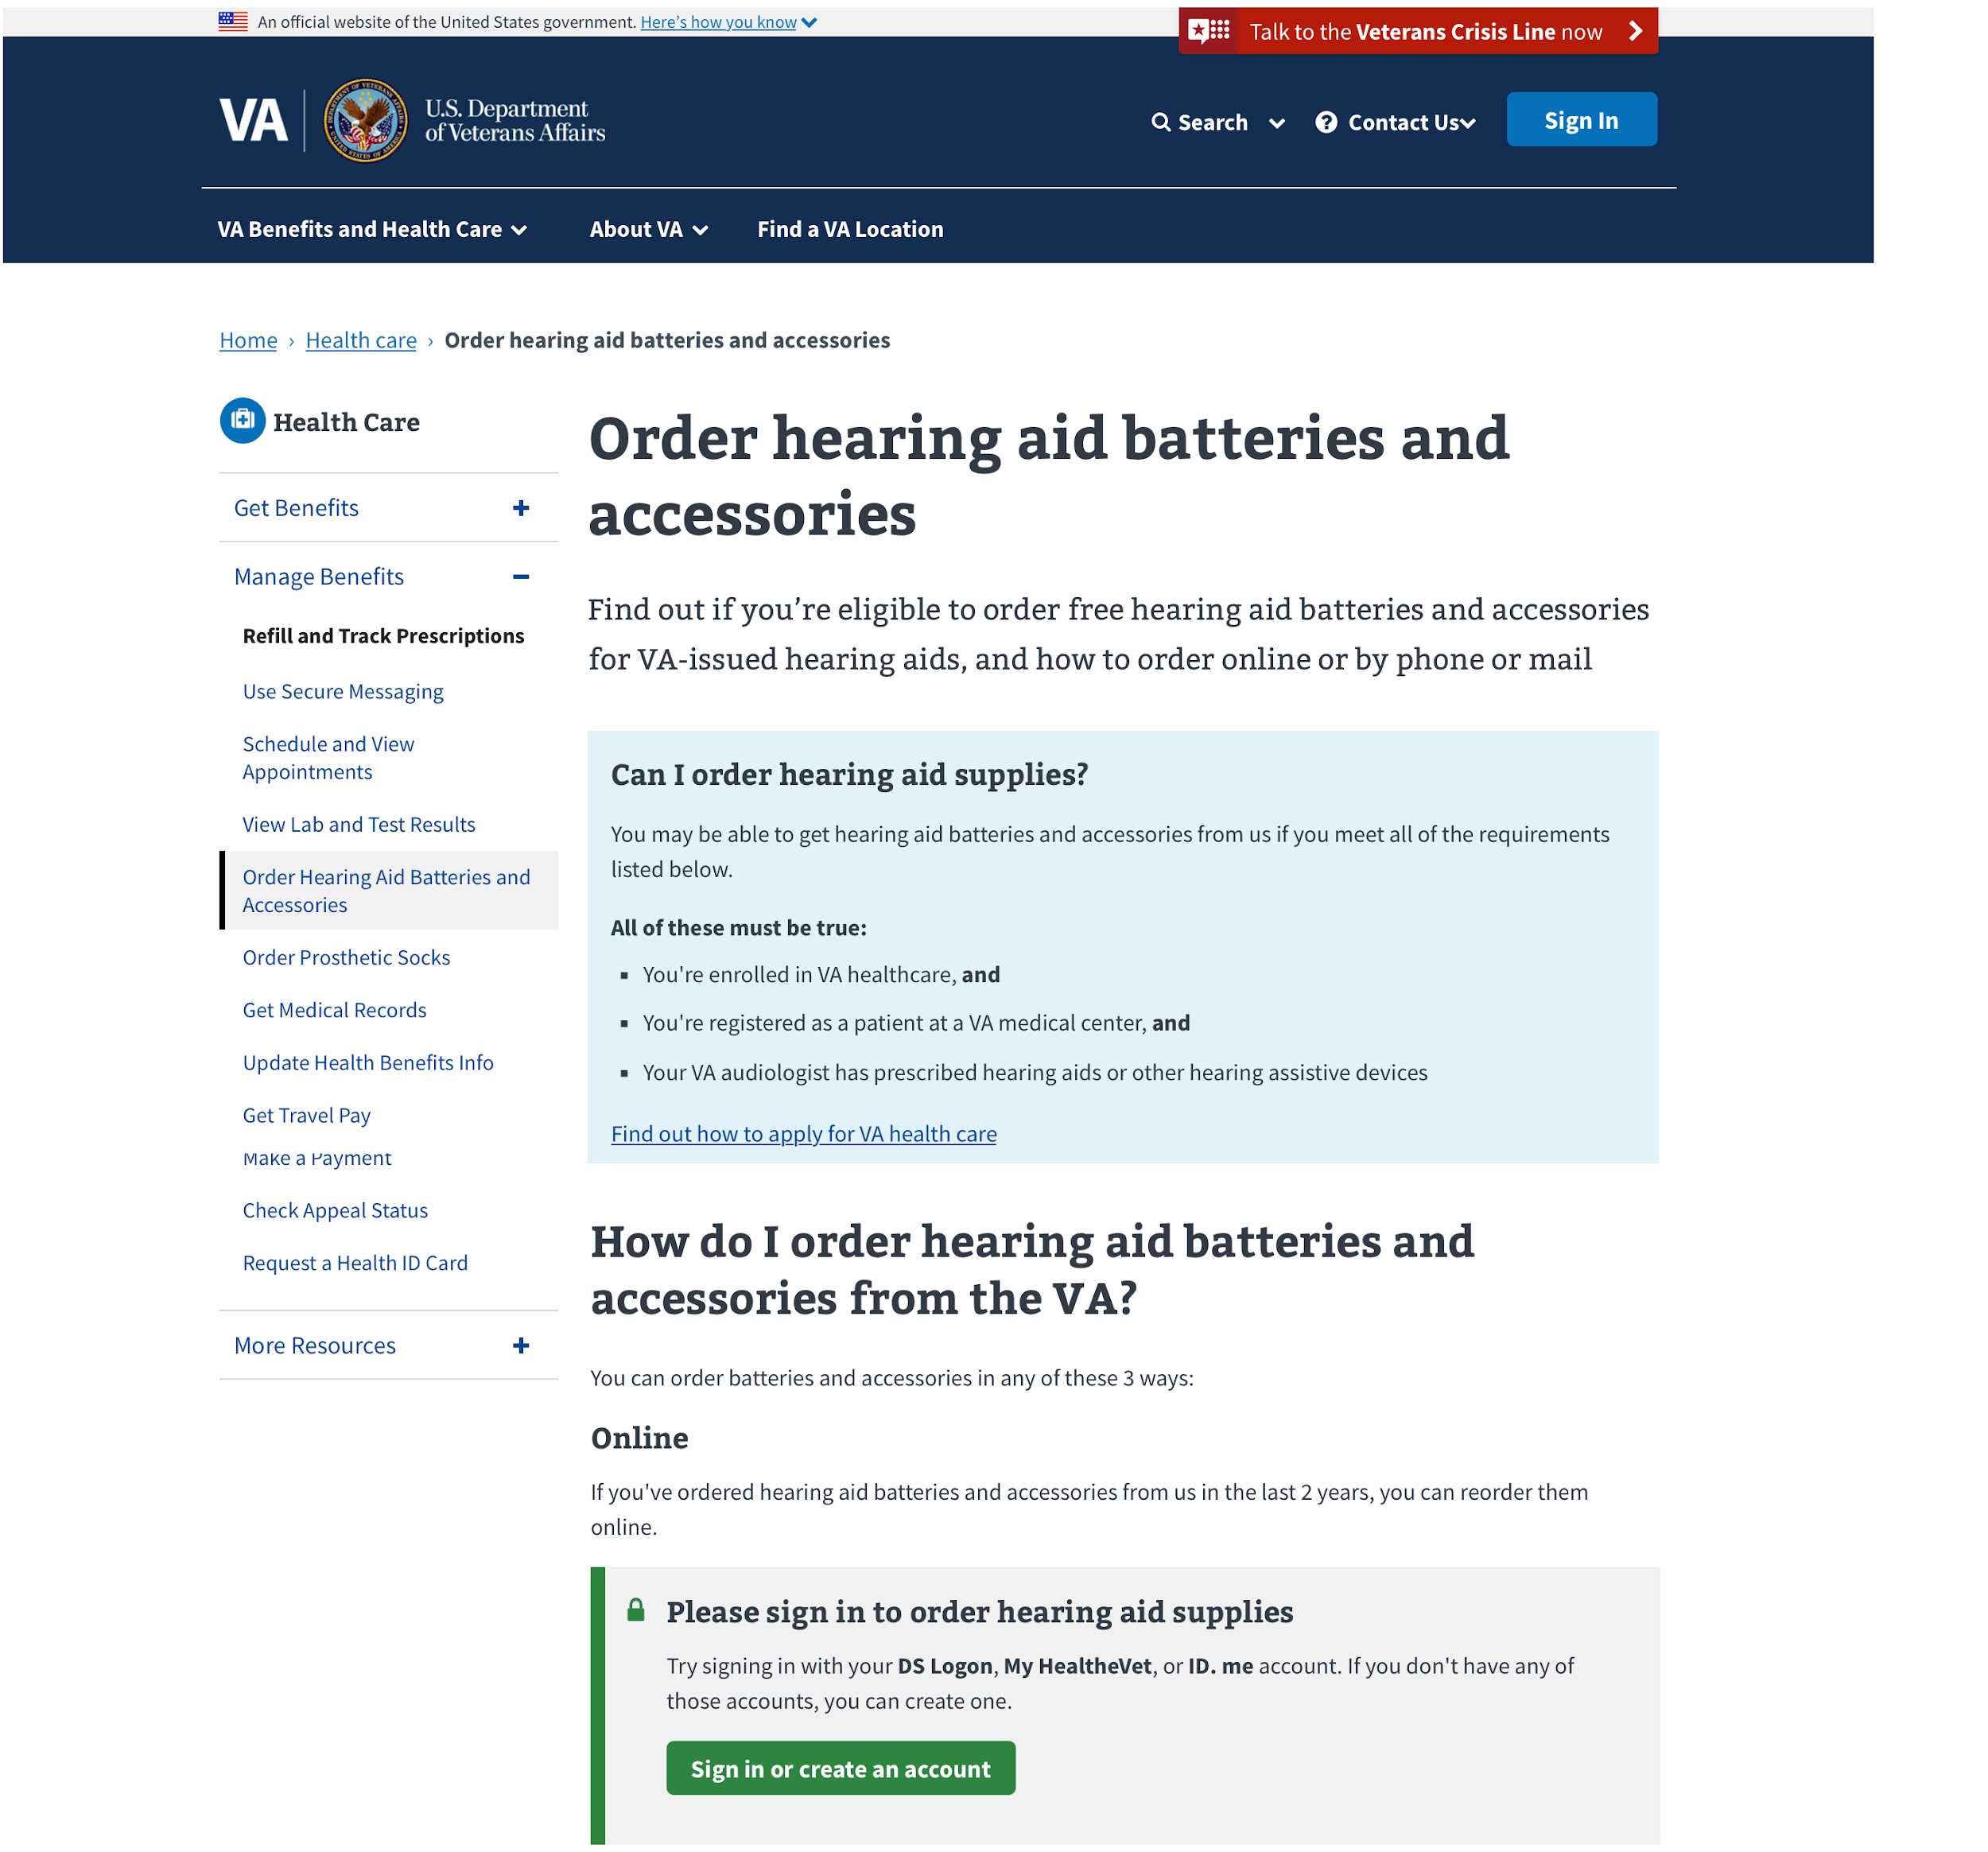 An official website of the United States government. Here's how you know
Talk to the Veterans Crisis Line now
VA
U.S. Department
of Veterans Affairs
Search
Contact Us
Sign In
VA Benefits and Health Care
About VA
Find a VA Location
Home › Health care › Order hearing aid batteries and accessories
Health Care
Get Benefits
Manage Benefits
Refill and Track Prescriptions
Use Secure Messaging
Schedule and View
Appointments
View Lab and Test Results
Order Hearing Aid Batteries and
Accessories
Order Prosthetic Socks
Get Medical Records
Update Health Benefits Info
Get Travel Pay
Make a Payment
Check Appeal Status
Request a Health ID Card
More Resources
Order hearing aid batteries and
accessories
Find out if you’re eligible to order free hearing aid batteries and accessories
for VA-issued hearing aids, and how to order online or by phone or mail
Can I order hearing aid supplies?
You may be able to get hearing aid batteries and accessories from us if you meet all of the requirements
listed below.
All of these must be true:
▪ You're enrolled in VA healthcare, and
▪ You're registered as a patient at a VA medical center, and
▪ Your VA audiologist has prescribed hearing aids or other hearing assistive devices
Find out how to apply for VA health care
How do I order hearing aid batteries and
accessories from the VA?
You can order batteries and accessories in any of these 3 ways:
Online
If you've ordered hearing aid batteries and accessories from us in the last 2 years, you can reorder them
online.
Please sign in to order hearing aid supplies
Try signing in with your DS Logon, My HealtheVet, or ID. me account. If you don't have any of
those accounts, you can create one.
Sign in or create an account